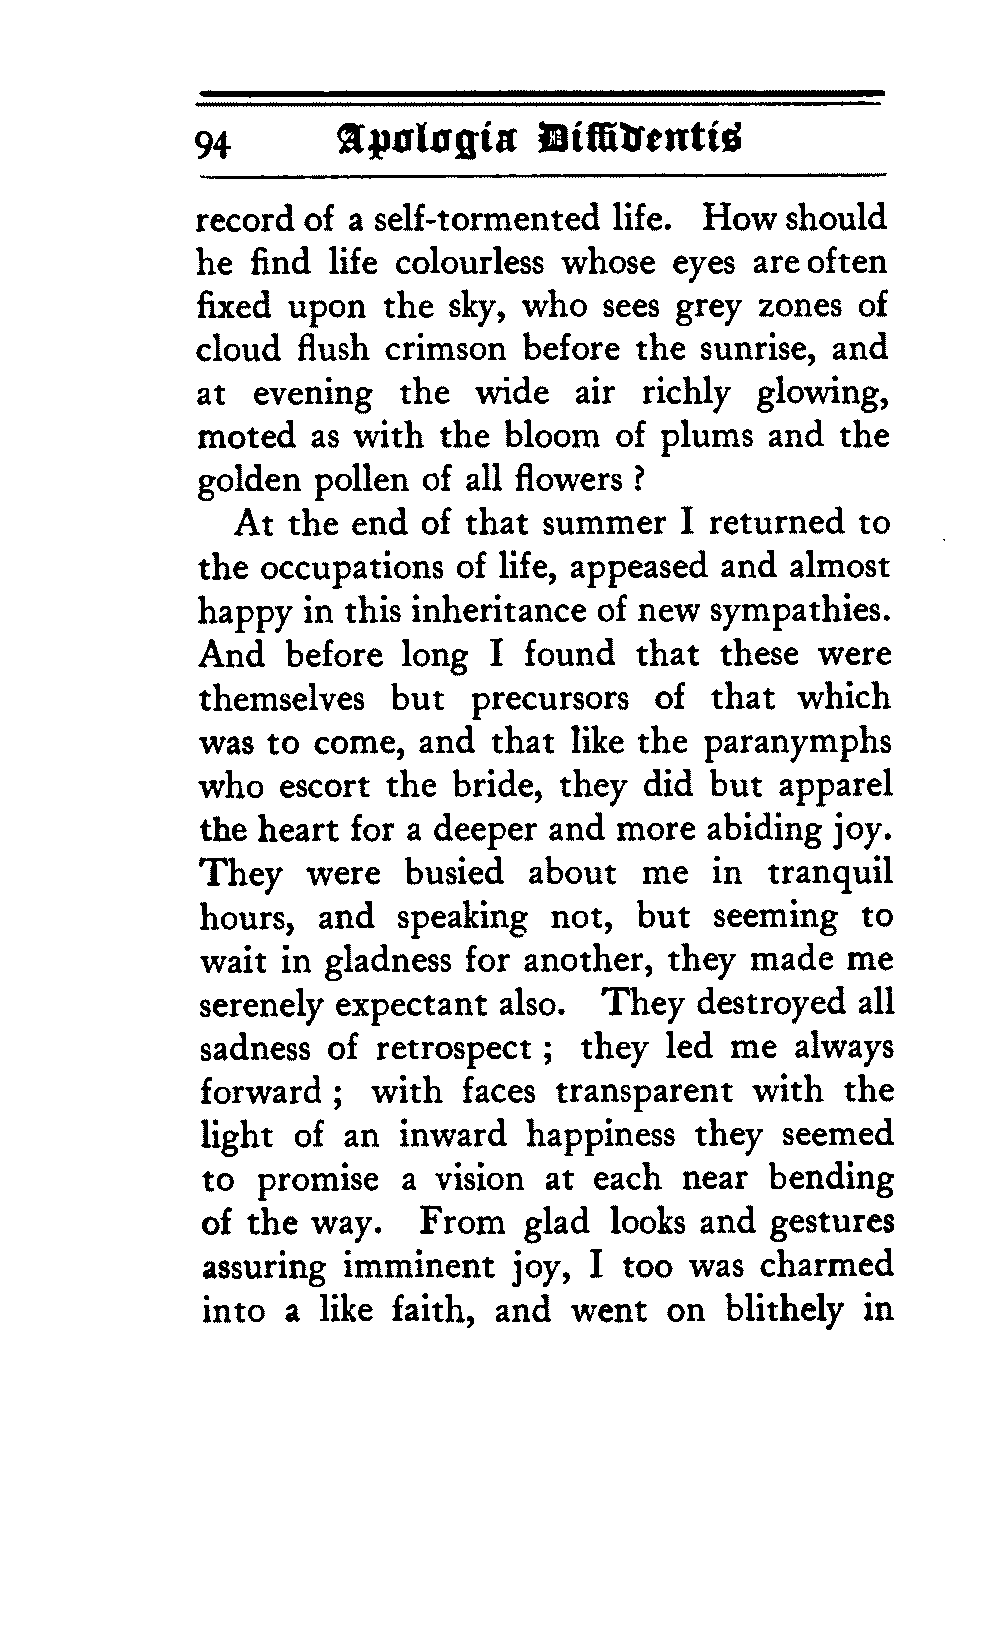 94 Apologia Diffidentis
record of a self-tormented life. How should
he find life colourless whose eyes are often
fixed upon the sky, who sees grey zones of
cloud flush crimson before the sunrise, and
at evening the wide air richly glowing,
moted as with the bloom of plums and the
golden pollen of all flowers ?
At the end of that summer I returned to
the occupations of life, appeased and almost
happy in this inheritance of new sympathies.
And before long I found that these were
themselves but precursors of that which
was to come, and that like the paranymphs
who escort the bride, they did but apparel
the heart for a deeper and more abiding joy.
They were busied about me in tranquil
hours, and speaking not, but seeming to
wait in gladness for another, they made me
serenely expectant also. They destroyed all
sadness of retrospect ; they led me always
forward ; with faces transparent with the
light of an inward happiness they seemed
to promise a vision at each near bending
of the way. From glad looks and gestures
assuring imminent joy, I too was charmed
into a like faith, and went on blithely in